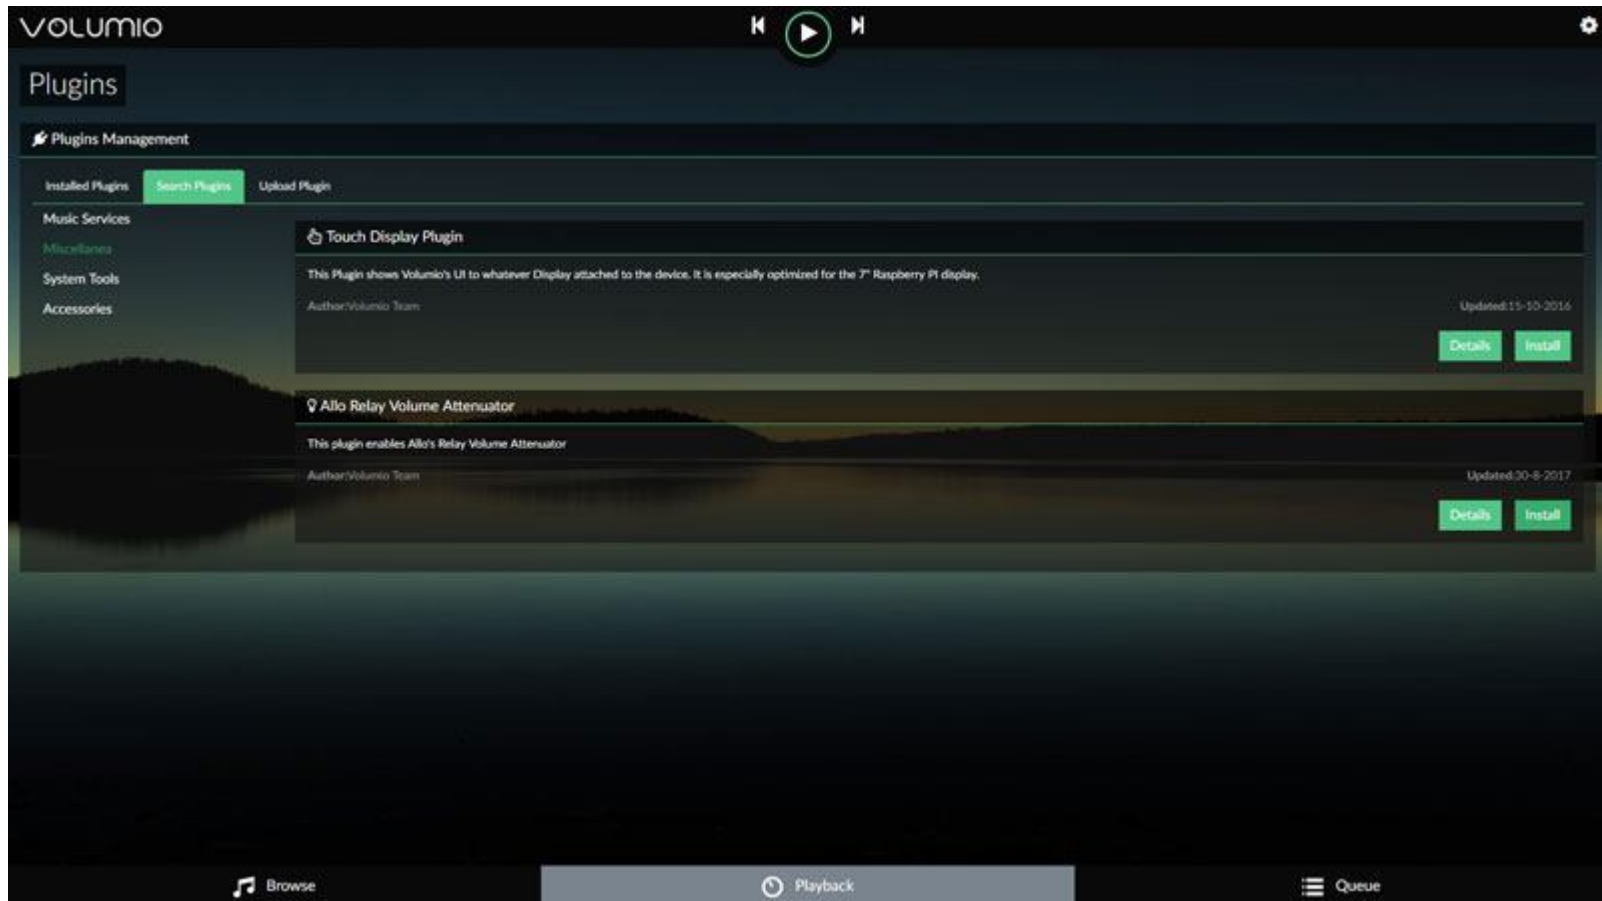 VOLUMIO
Plugins
Plugins Management
Installed Plugins Search Plugins Upload Plugin
Music Services
Miscellanea
System Tools
Accessories
Touch Display Plugin
This Plugin shows Volumio's UI to whatever Display attached to the device. It is especially optimized for the 7" Raspberry PI display.
Author:Volumio Team Updated:15-10-2016
Details Install
Allo Relay Volume Attenuator
This plugin enables Allo's Relay Volume Attenuator
Author:Volumio Team Updated:30-8-2017
Details Install
Browse Playback Queue